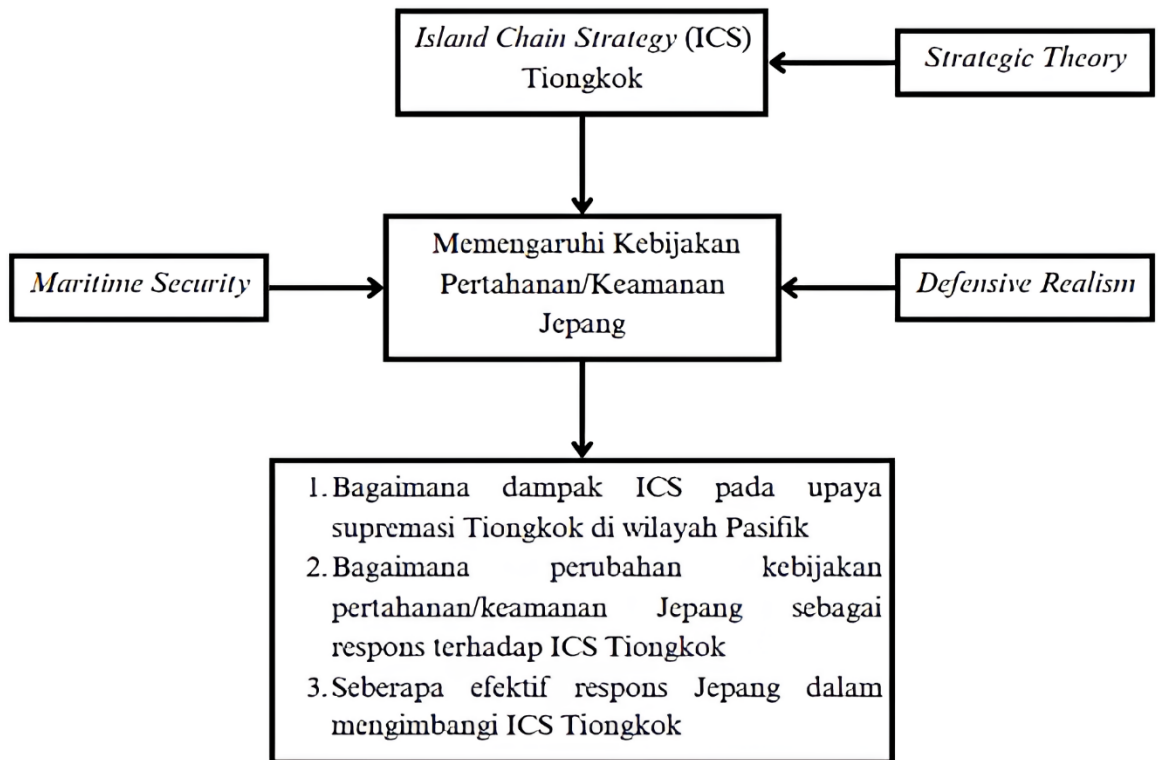 Island Chain Strategy (ICS)
Tiongkok
Strategic Theory
Memengaruhi Kebijakan
Pertahanan/Keamanan
Jepang
Maritime Security
Defensive Realism
1. Bagaimana dampak ICS pada upaya
supremasi Tiongkok di wilayah Pasifik
2. Bagaimana perubahan kebijakan
pertahanan/keamanan Jepang sebagai
respons terhadap ICS Tiongkok
3. Seberapa efektif respons Jepang dalam
mengimbangi ICS Tiongkok